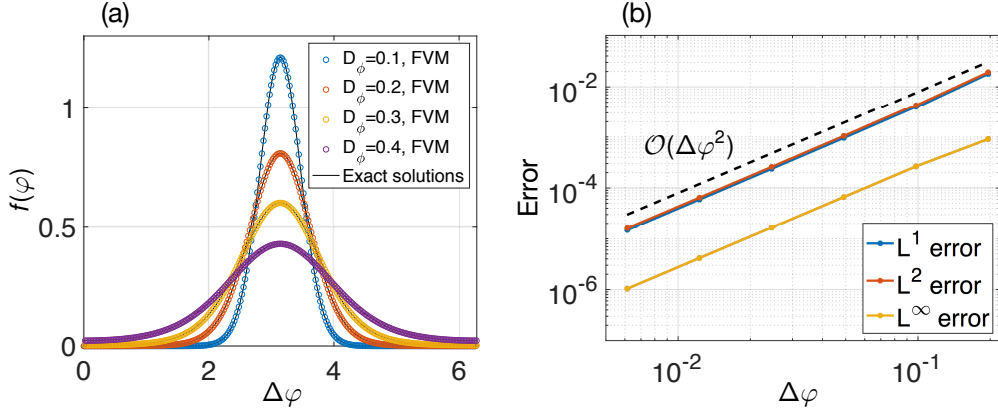 (a)
f(φ)
1
0.5
0
0
2
4
6
Δφ
D_ϕ=0.1, FVM
D_ϕ=0.2, FVM
D_ϕ=0.3, FVM
D_ϕ=0.4, FVM
Exact solutions
(b)
Error
10^-2
10^-4
10^-6
10^-2
10^-1
Δφ
𝒪(Δφ^2)
L^1 error
L^2 error
L^∞ error